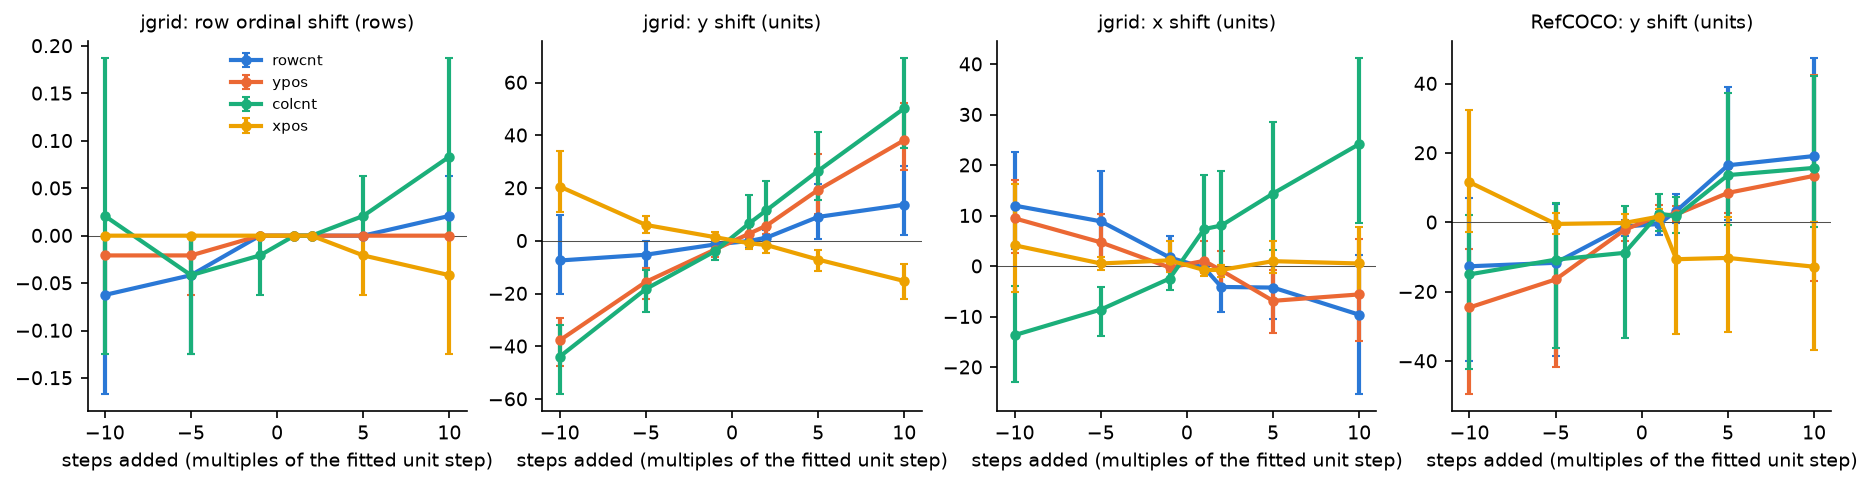 jgrid: row ordinal shift (rows)
0.20
0.15
0.10
0.05
0.00
−0.05
−0.10
−0.15
rowcnt
ypos
colcnt
xpos
−10 −5 0 5 10
steps added (multiples of the fitted unit step)
jgrid: y shift (units)
60
40
20
0
−20
−40
−60
−10 −5 0 5 10
steps added (multiples of the fitted unit step)
jgrid: x shift (units)
40
30
20
10
0
−10
−20
−10 −5 0 5 10
steps added (multiples of the fitted unit step)
RefCOCO: y shift (units)
40
20
0
−20
−40
−10 −5 0 5 10
steps added (multiples of the fitted unit step)